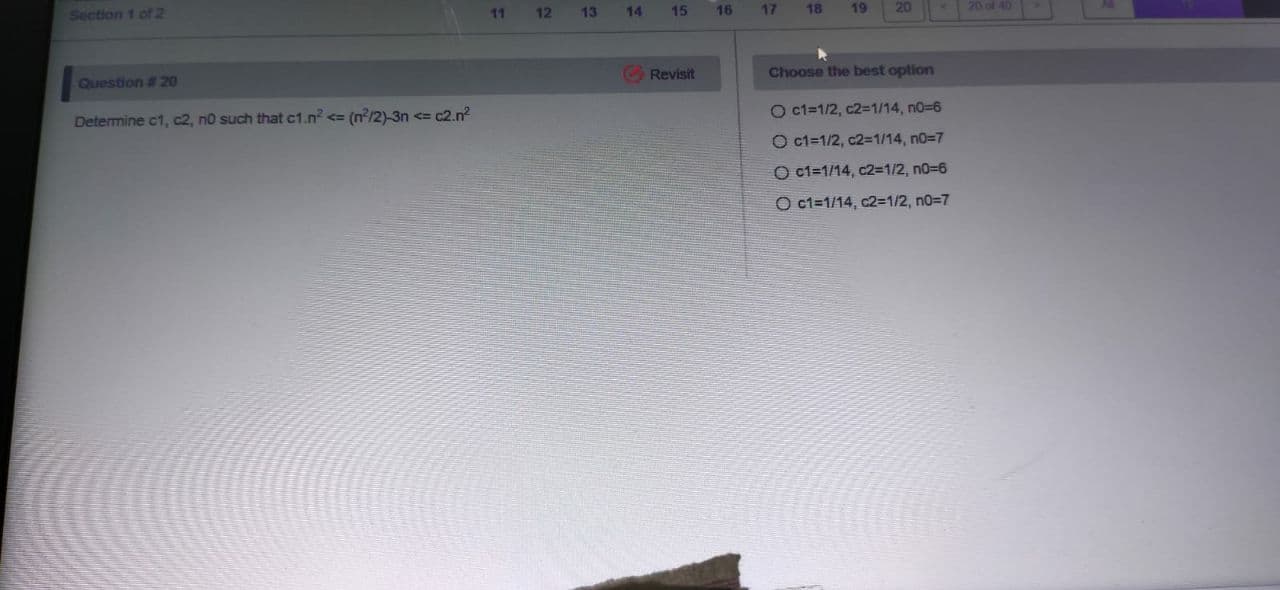 Section 1 of 2
11 12 13 14 15 16 17 18 19 20 < 20 of 40 > All
Question # 20
Revisit
Determine c1, c2, n0 such that c1.n² <= (n²/2)-3n <= c2.n²
Choose the best option
c1=1/2, c2=1/14, n0=6
c1=1/2, c2=1/14, n0=7
c1=1/14, c2=1/2, n0=6
c1=1/14, c2=1/2, n0=7